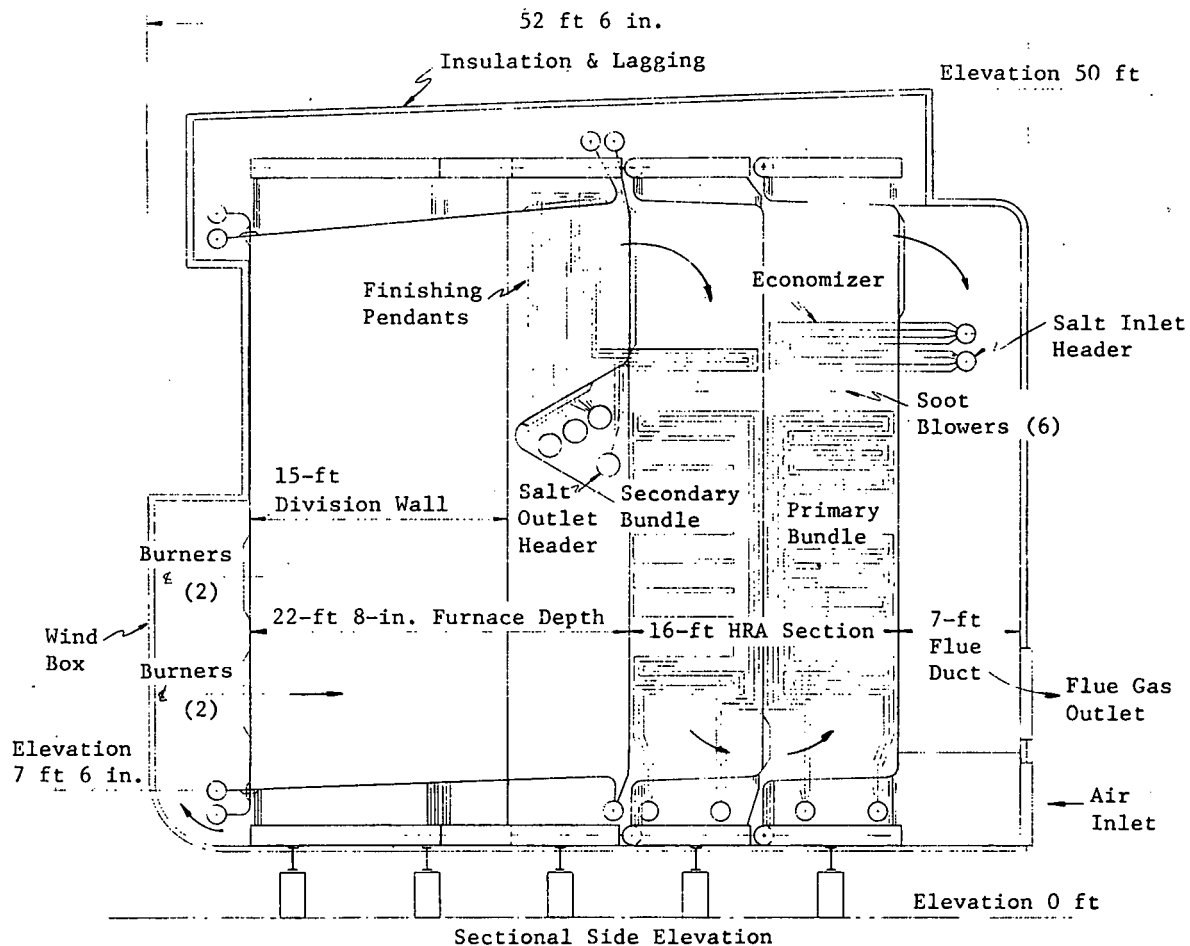 52 ft 6 in.
Insulation & Lagging
Elevation 50 ft
Finishing
Pendants
Economizer
Salt Inlet
Header
Soot
Blowers (6)
15-ft
Division Wall
Salt
Outlet
Header
Secondary
Bundle
Primary
Bundle
Burners
℄
(2)
22-ft 8-in. Furnace Depth
16-ft HRA Section
7-ft
Flue
Duct
Wind
Box
Burners
℄
(2)
Flue Gas
Outlet
Elevation
7 ft 6 in.
Air
Inlet
Elevation 0 ft
Sectional Side Elevation